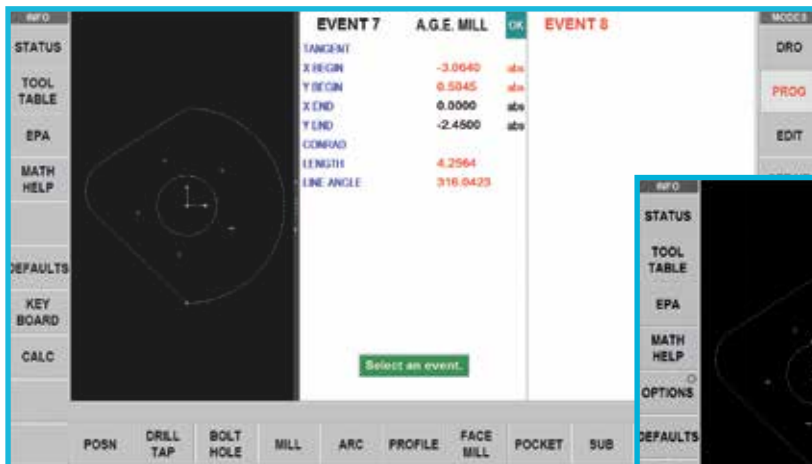 INFO
STATUS
TOOL
TABLE
EPA
MATH
HELP
DEFAULTS
KEY
BOARD
CALC
EVENT 7 A.G.E. MILL OK
TANGENT
X BEGIN -3.0640 abs
Y BEGIN 0.5045 abs
X END 0.0000 abs
Y END -2.4500 abs
CONRAD
LENGTH 4.2564
LINE ANGLE 316.0423
Select an event.
EVENT 8
MODES
DRO
PROG
EDIT
POSN DRILL TAP BOLT HOLE MILL ARC PROFILE FACE MILL POCKET SUB
INFO
STATUS
TOOL
TABLE
EPA
MATH
HELP
OPTIONS
DEFAULTS